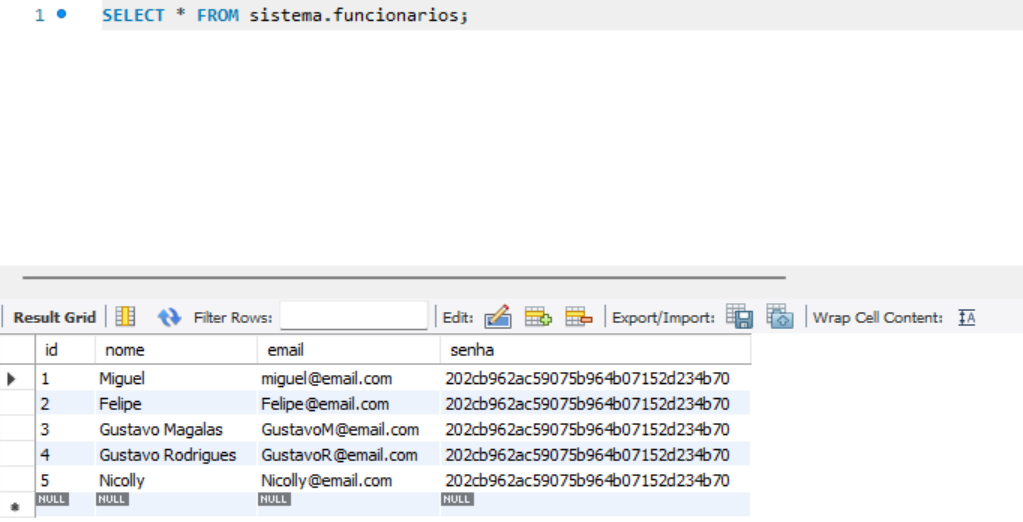 1 SELECT * FROM sistema.funcionarios;
Result Grid Filter Rows: Edit: Export/Import: Wrap Cell Content: IA
id nome email senha
1 Miguel miguel@email.com 202cb962ac59075b964b07152d234b70
2 Felipe Felipe@email.com 202cb962ac59075b964b07152d234b70
3 Gustavo Magalas GustavoM@email.com 202cb962ac59075b964b07152d234b70
4 Gustavo Rodrigues GustavoR@email.com 202cb962ac59075b964b07152d234b70
5 Nicolly Nicolly@email.com 202cb962ac59075b964b07152d234b70
NULL NULL NULL NULL